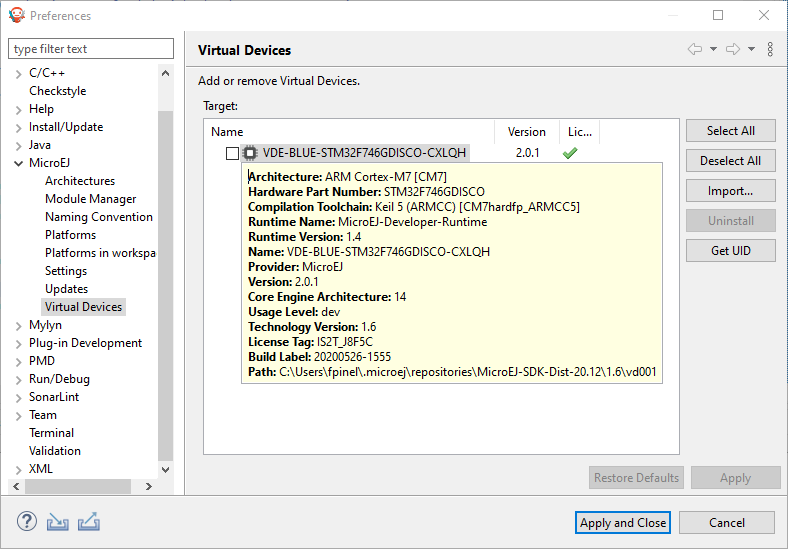 Preferences
type filter text
C/C++
Checkstyle
Help
Install/Update
Java
MicroEJ
Architectures
Module Manager
Naming Convention
Platforms
Platforms in workspa
Settings
Updates
Virtual Devices
Mylyn
Plug-in Development
PMD
Run/Debug
SonarLint
Team
Terminal
Validation
XML
Virtual Devices
Add or remove Virtual Devices.
Target:
Name Version Lic...
VDE-BLUE-STM32F746GDISCO-CXLQH 2.0.1
Architecture: ARM Cortex-M7 [CM7]
Hardware Part Number: STM32F746GDISCO
Compilation Toolchain: Keil 5 (ARMCC) [CM7hardfp_ARMCC5]
Runtime Name: MicroEJ-Developer-Runtime
Runtime Version: 1.4
Name: VDE-BLUE-STM32F746GDISCO-CXLQH
Provider: MicroEJ
Version: 2.0.1
Core Engine Architecture: 14
Usage Level: dev
Technology Version: 1.6
License Tag: IS2T_J8F5C
Build Label: 20200526-1555
Path: C:\Users\fpinel\.microej\repositories\MicroEJ-SDK-Dist-20.12\1.6\vd001
Select All
Deselect All
Import...
Uninstall
Get UID
Restore Defaults
Apply
?
Apply and Close
Cancel